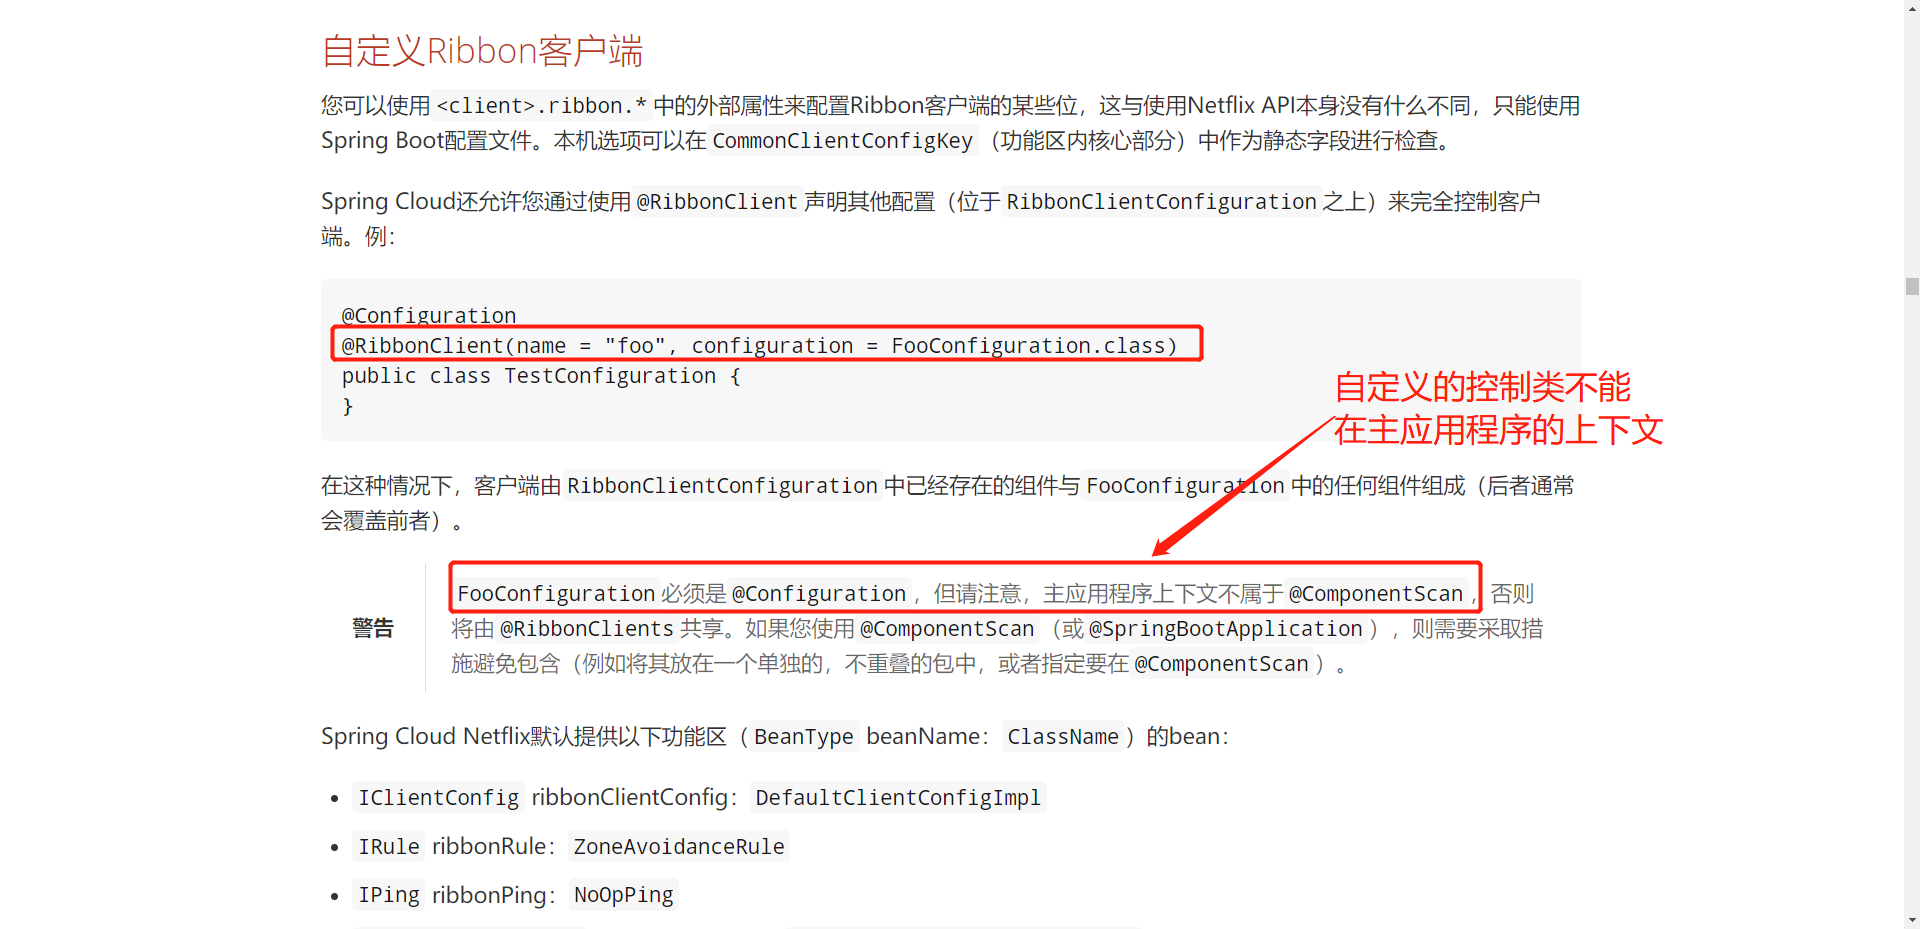 自定义Ribbon客户端
您可以使用 <client>.ribbon.* 中的外部属性来配置Ribbon客户端的某些位，这与使用Netflix API本身没有什么不同，只能使用
Spring Boot配置文件。本机选项可以在 CommonClientConfigKey （功能区内核心部分）中作为静态字段进行检查。
Spring Cloud还允许您通过使用 @RibbonClient 声明其他配置（位于 RibbonClientConfiguration 之上）来完全控制客户
端。例：
@Configuration
@RibbonClient(name = "foo", configuration = FooConfiguration.class)
public class TestConfiguration {
}
自定义的控制类不能
在主应用程序的上下文
在这种情况下，客户端由 RibbonClientConfiguration 中已经存在的组件与 FooConfiguration 中的任何组件组成（后者通常
会覆盖前者）。
警告
FooConfiguration 必须是 @Configuration ，但请注意，主应用程序上下文不属于 @ComponentScan ，否则
将由 @RibbonClients 共享。如果您使用 @ComponentScan （或 @SpringBootApplication ），则需要采取措
施避免包含（例如将其放在一个单独的，不重叠的包中，或者指定要在 @ComponentScan ）。
Spring Cloud Netflix默认提供以下功能区（ BeanType beanName： ClassName ）的bean：
• IClientConfig ribbonClientConfig： DefaultClientConfigImpl
• IRule ribbonRule： ZoneAvoidanceRule
• IPing ribbonPing： NoOpPing